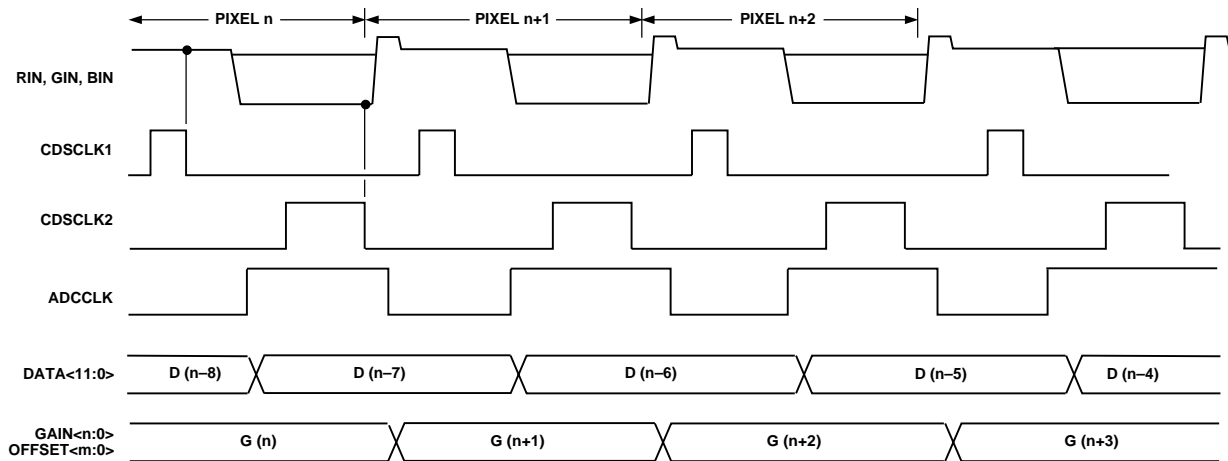 PIXEL n
PIXEL n+1
PIXEL n+2
RIN, GIN, BIN
CDSCLK1
CDSCLK2
ADCCLK
DATA<11:0>
D (n–8)
D (n–7)
D (n–6)
D (n–5)
D (n–4)
GAIN<n:0>
OFFSET<m:0>
G (n)
G (n+1)
G (n+2)
G (n+3)